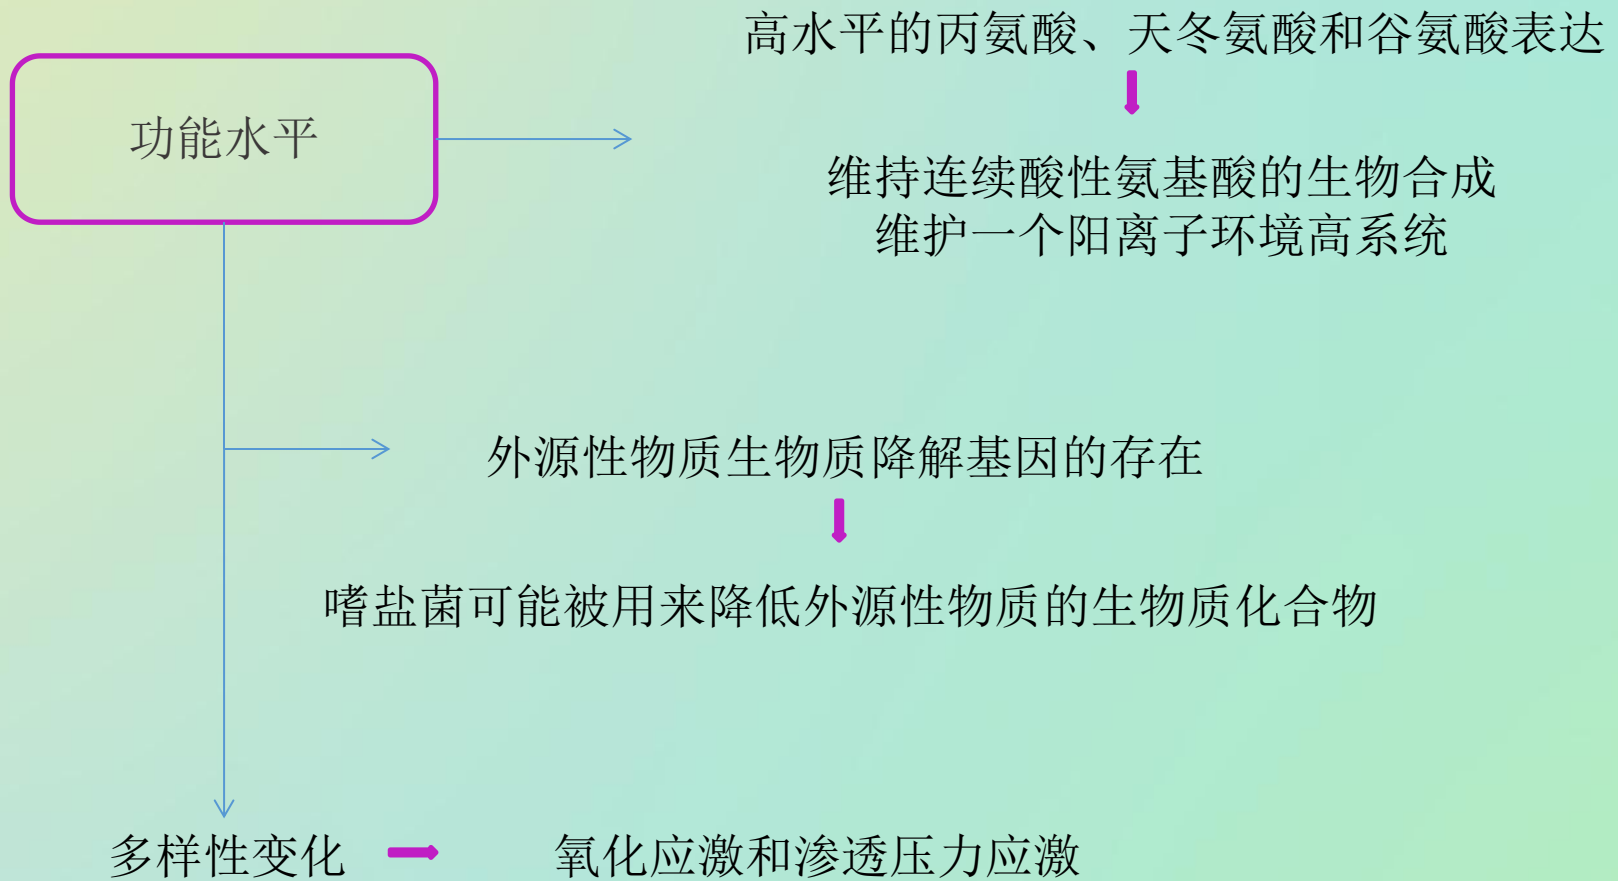 高水平的丙氨酸、天冬氨酸和谷氨酸表达
功能水平
维持连续酸性氨基酸的生物合成
维护一个阳离子环境高系统
外源性物质生物质降解基因的存在
嗜盐菌可能被用来降低外源性物质的生物质化合物
多样性变化
氧化应激和渗透压力应激